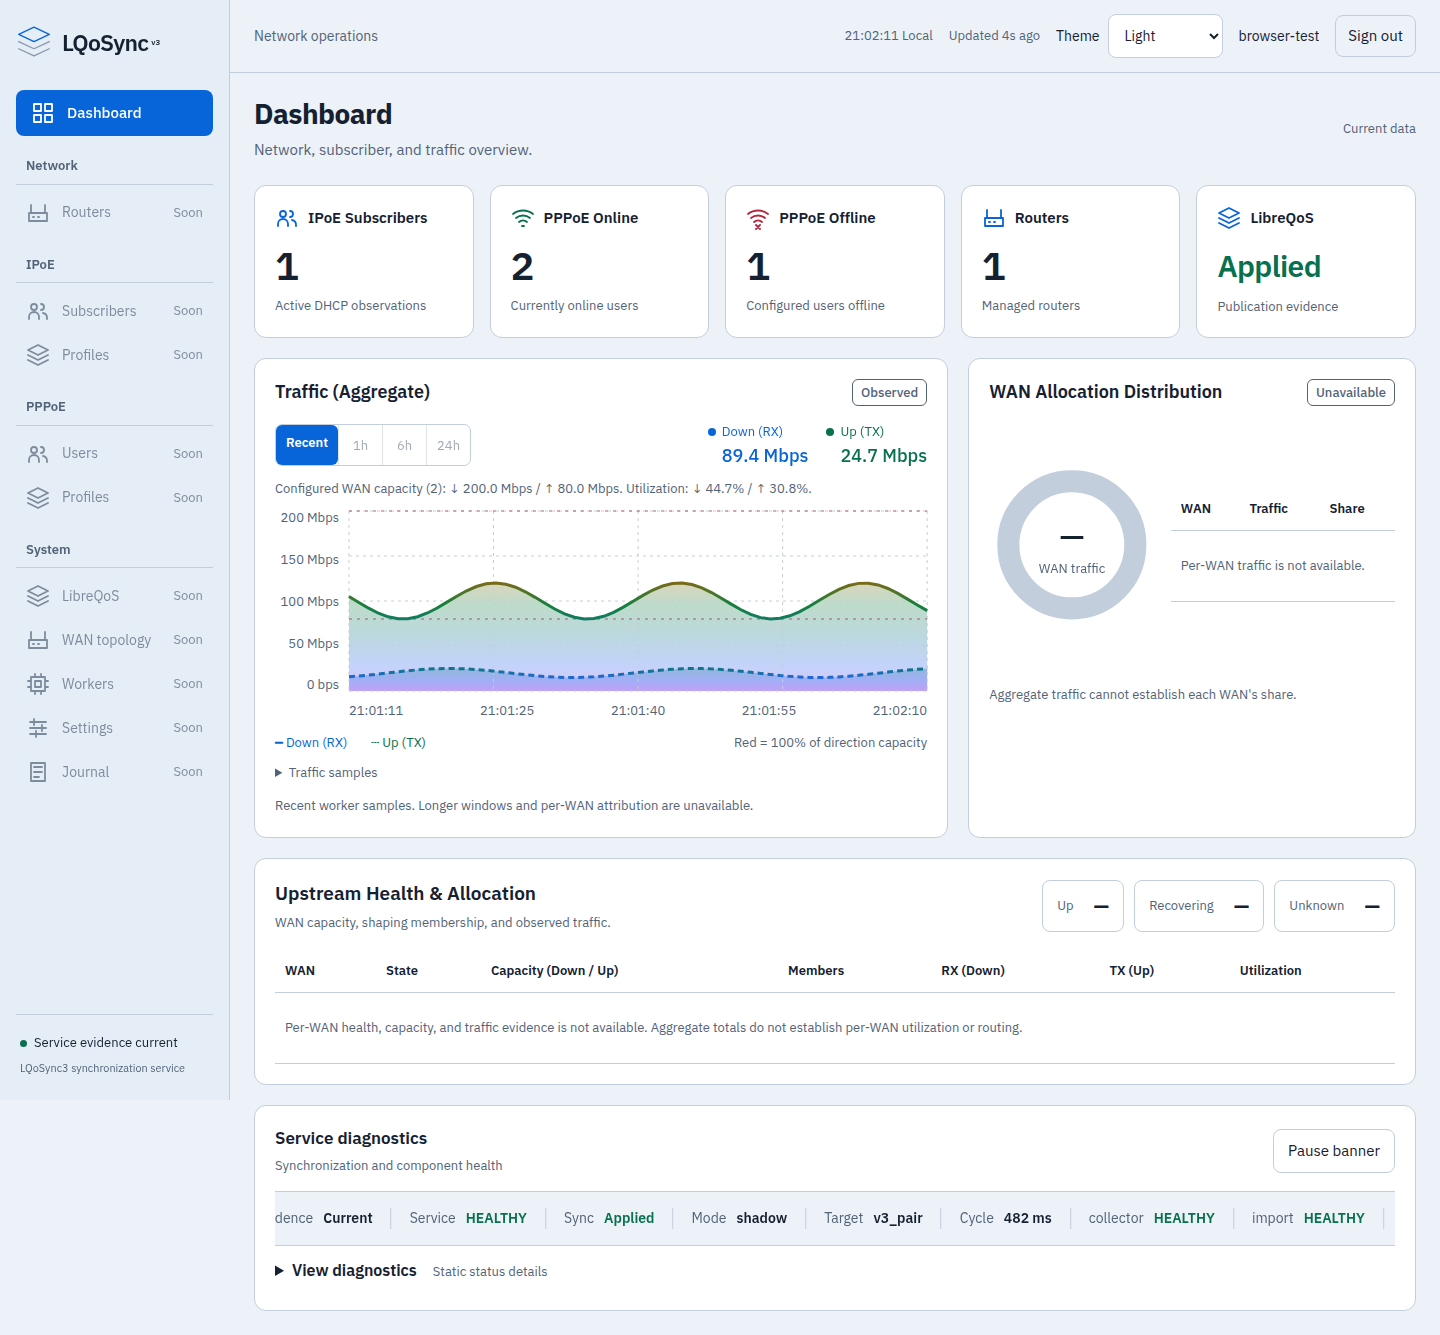 LQoSync v3
Dashboard
Network
Routers Soon
IPoE
Subscribers Soon
Profiles Soon
PPPoE
Users Soon
Profiles Soon
System
LibreQoS Soon
WAN topology Soon
Workers Soon
Settings Soon
Journal Soon
Service evidence current
LQoSync3 synchronization service
Network operations 21:02:11 Local Updated 4s ago Theme Light browser-test Sign out
Dashboard
Network, subscriber, and traffic overview.
Current data
IPoE Subscribers
1
Active DHCP observations
PPPoE Online
2
Currently online users
PPPoE Offline
1
Configured users offline
Routers
1
Managed routers
LibreQoS
Applied
Publication evidence
Traffic (Aggregate) Observed
Recent 1h 6h 24h
Down (RX) Up (TX)
89.4 Mbps 24.7 Mbps
Configured WAN capacity (2): ↓ 200.0 Mbps / ↑ 80.0 Mbps. Utilization: ↓ 44.7% / ↑ 30.8%.
200 Mbps
150 Mbps
100 Mbps
50 Mbps
0 bps
21:01:11 21:01:25 21:01:40 21:01:55 21:02:10
Down (RX) Up (TX) Red = 100% of direction capacity
Traffic samples
Recent worker samples. Longer windows and per-WAN attribution are unavailable.
WAN Allocation Distribution Unavailable
—
WAN traffic
WAN Traffic Share
Per-WAN traffic is not available.
Aggregate traffic cannot establish each WAN's share.
Upstream Health & Allocation
WAN capacity, shaping membership, and observed traffic.
Up — Recovering — Unknown —
WAN State Capacity (Down / Up) Members RX (Down) TX (Up) Utilization
Per-WAN health, capacity, and traffic evidence is not available. Aggregate totals do not establish per-WAN utilization or routing.
Service diagnostics
Synchronization and component health
Pause banner
dence Current Service HEALTHY Sync Applied Mode shadow Target v3_pair Cycle 482 ms collector HEALTHY import HEALTHY
View diagnostics Static status details